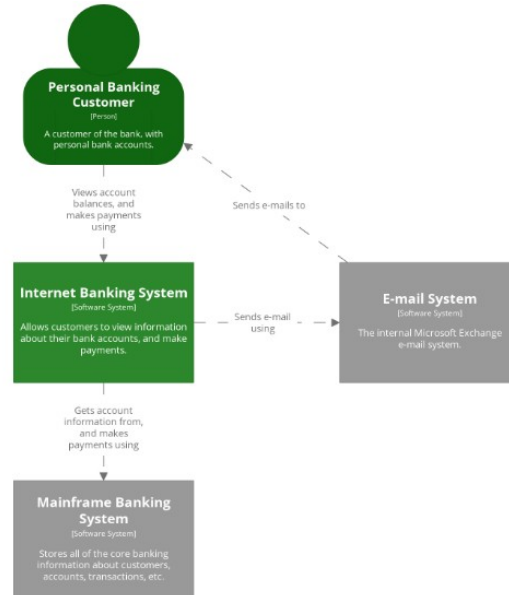 Personal Banking
Customer
[Person]
A customer of the bank, with
personal bank accounts.
Views account
balances, and
makes payments
using
Sends e-mails to
Internet Banking System
[Software System]
Allows customers to view information
about their bank accounts, and make
payments.
Sends e-mail
using
E-mail System
[Software System]
The internal Microsoft Exchange
e-mail system.
Gets account
information from,
and makes
payments using
Mainframe Banking
System
[Software System]
Stores all of the core banking
information about customers,
accounts, transactions, etc.